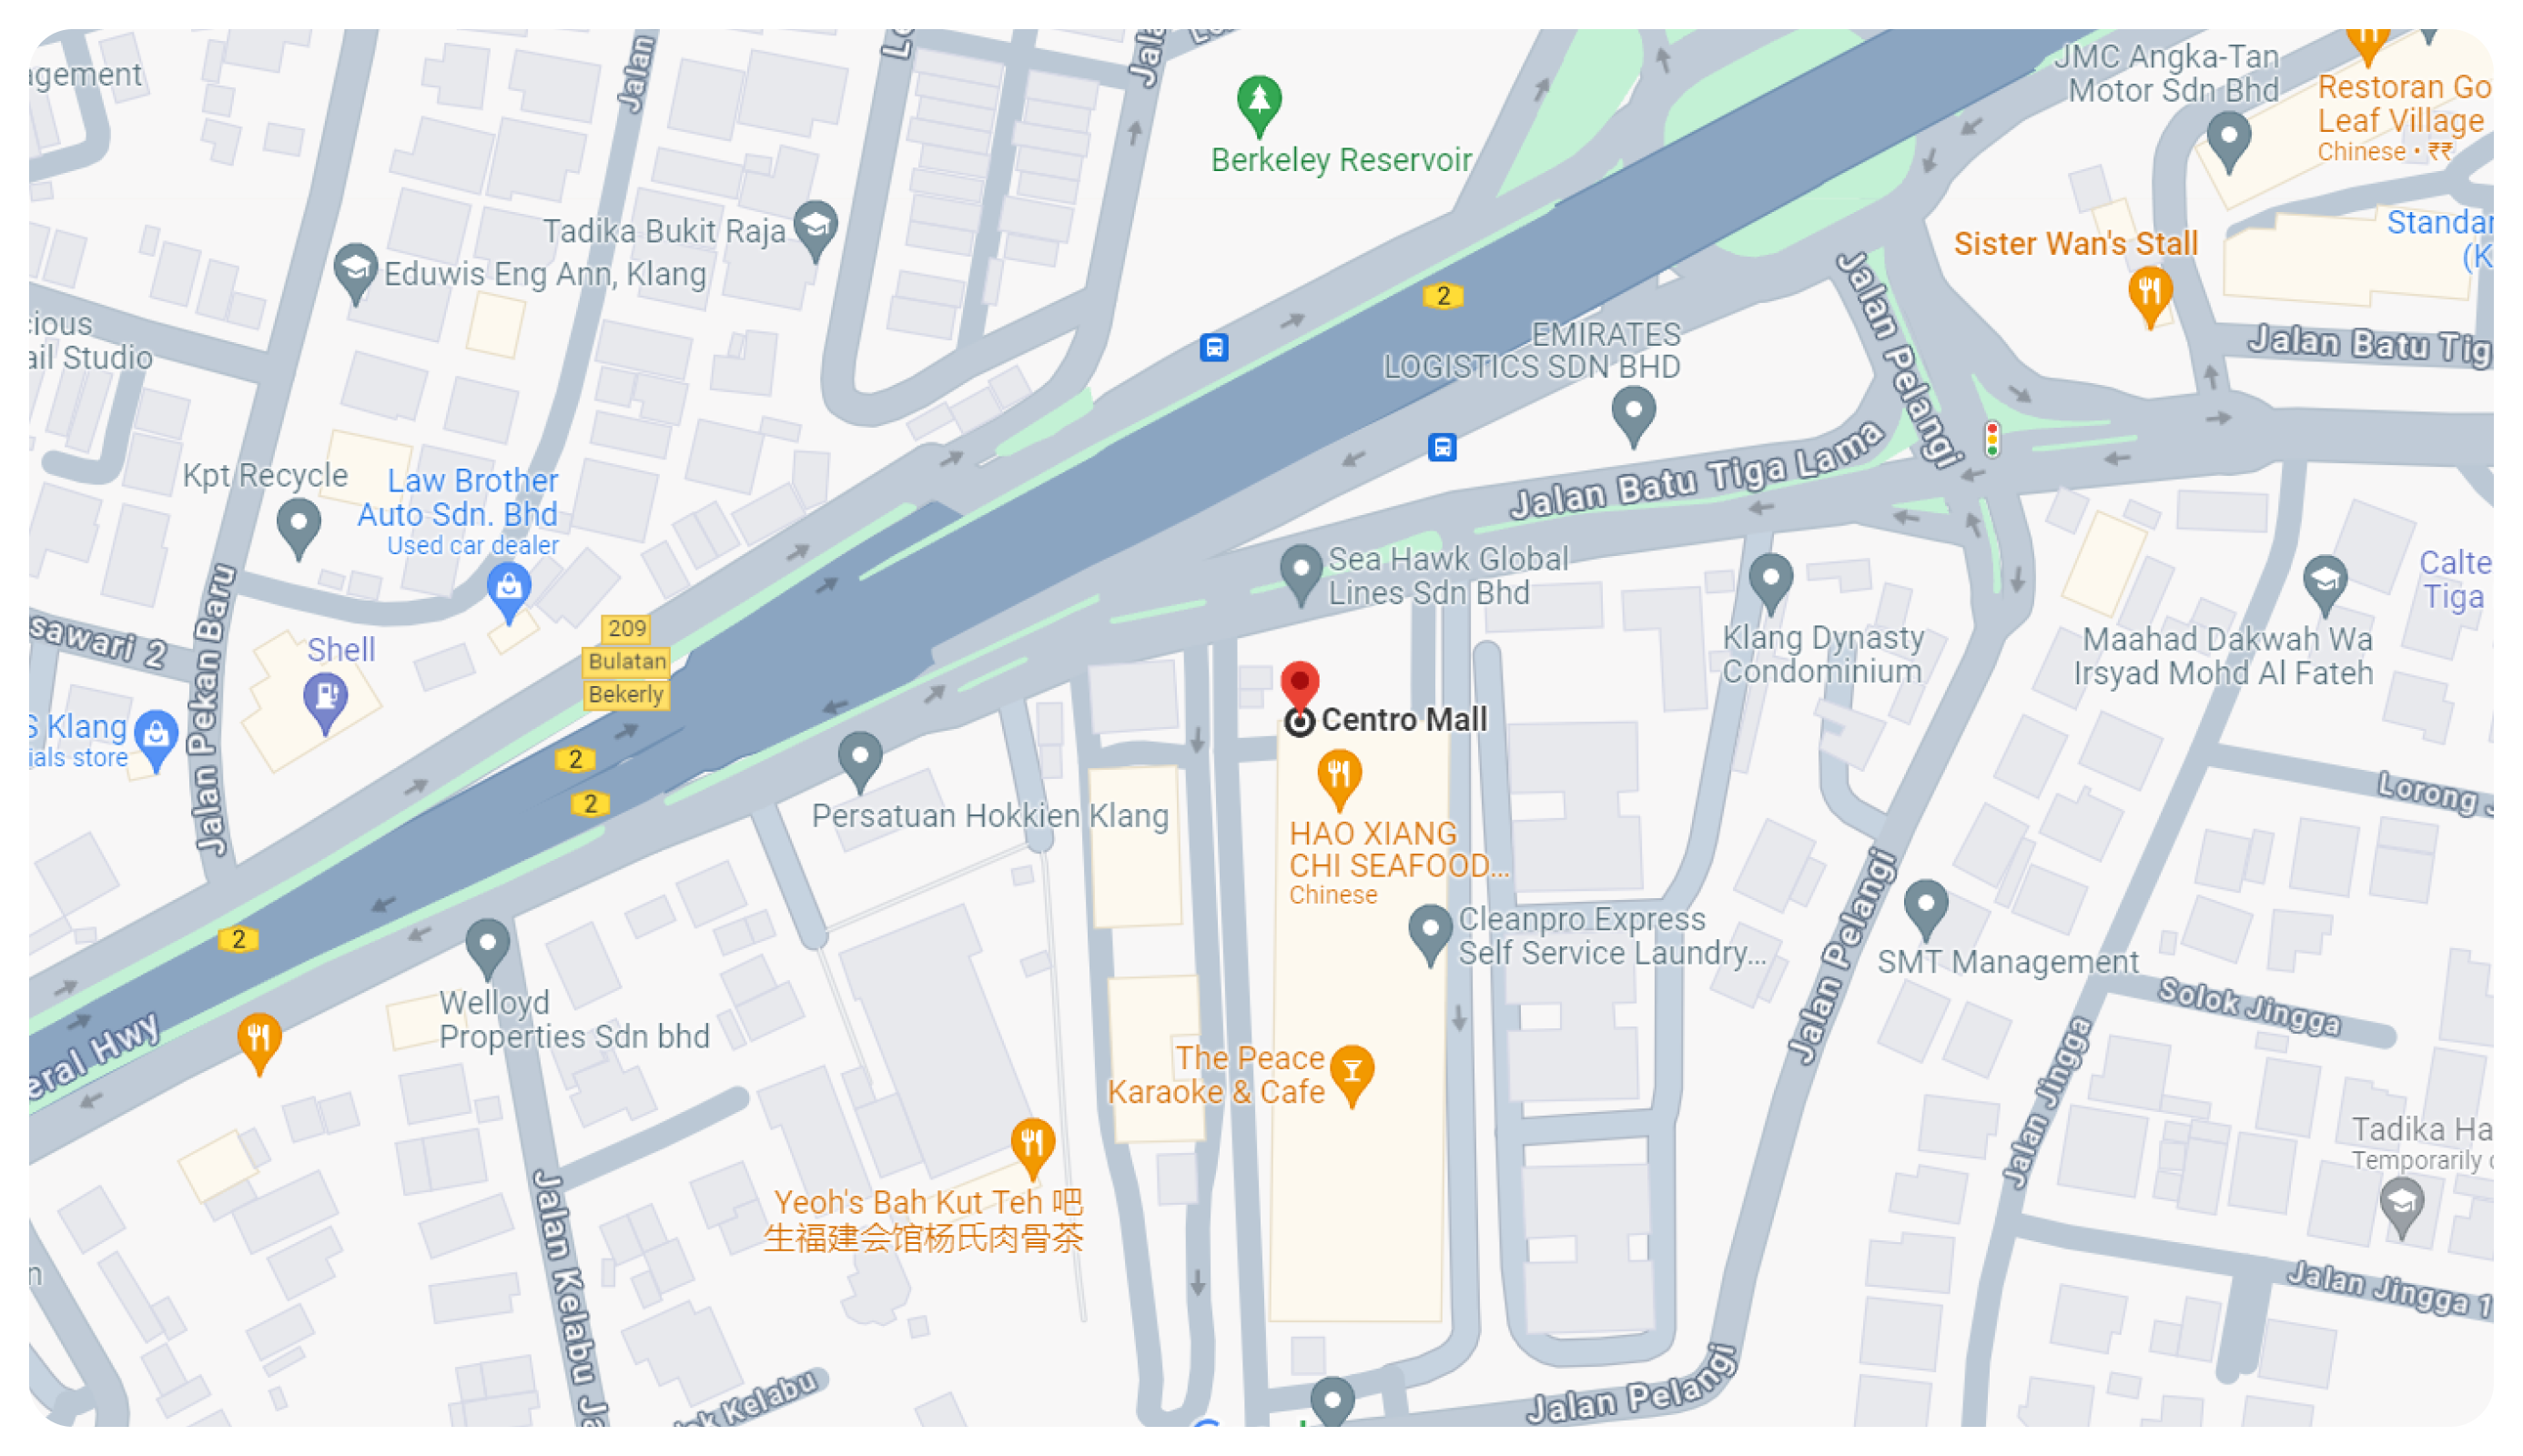 agement
Jalan
Berkeley Reservoir
JMC Angka-Tan
Motor Sdn Bhd
Restoran Go
Leaf Village
Chinese • ₹₹
Tadika Bukit Raja
Eduwis Eng Ann, Klang
Sister Wan's Stall
Standar
(K
2
cious
ail Studio
EMIRATES
LOGISTICS SDN BHD
Jalan Pelangi
Jalan Batu Tig
Kpt Recycle
Law Brother
Auto Sdn. Bhd
Used car dealer
Jalan Batu Tiga Lama
Sea Hawk Global
Lines Sdn Bhd
Calte
Tiga
sawari 2
Jalan Pekan Baru
Shell
209
Bulatan
Bekerly
Klang Dynasty
Condominium
Maahad Dakwah Wa
Irsyad Mohd Al Fateh
S Klang
ials store
2
2
Centro Mall
Persatuan Hokkien Klang
HAO XIANG
CHI SEAFOOD...
Chinese
Lorong
2
Cleanpro Express
Self Service Laundry...
Jalan Pelangi
SMT Management
Welloyd
Properties Sdn bhd
Solok Jingga
eral Hwy
The Peace
Karaoke & Cafe
Jalan Jingga
Tadika Ha
Temporarily
Yeoh's Bah Kut Teh 吧
生福建会馆杨氏肉骨茶
Jalan Kelabu Ja
n
Jalan Jingga 1
ok Kelabu
Jalan Pelangi